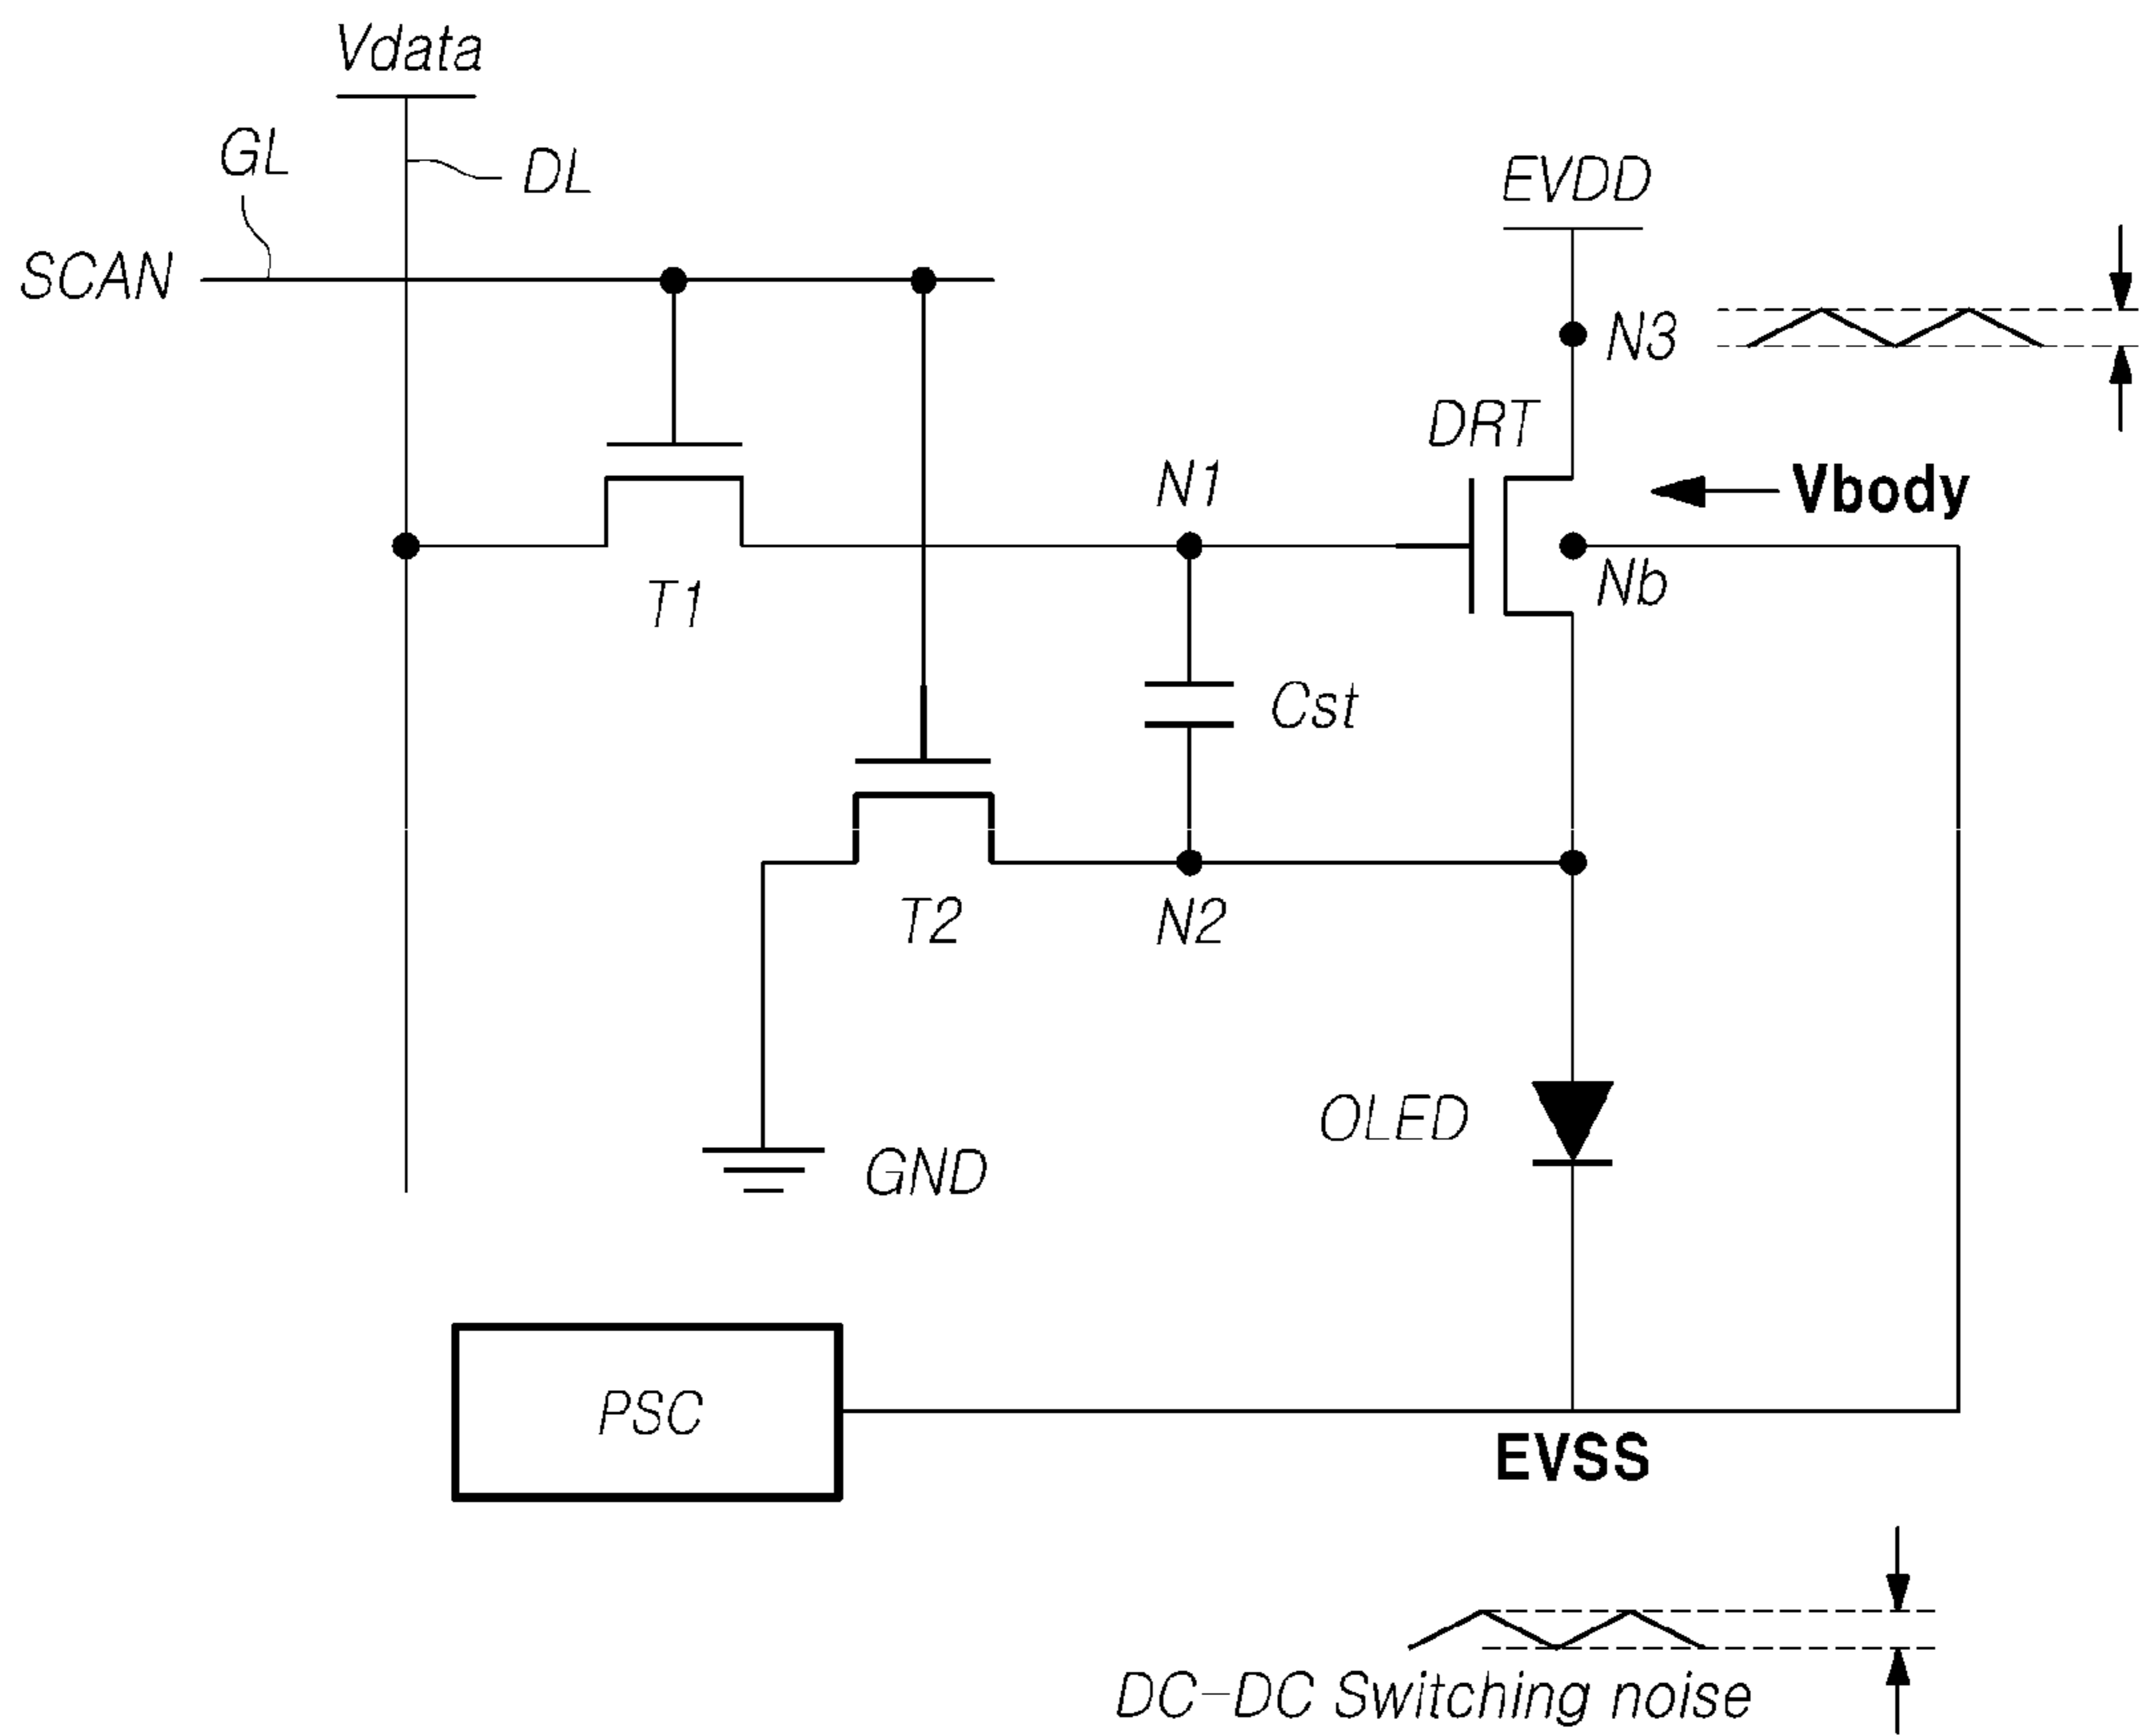 Vdata
GL
DL
EVDD
SCAN
N3
DRT
N1
Vbody
Nb
T1
Cst
T2
N2
OLED
GND
PSC
EVSS
DC-DC Switching noise